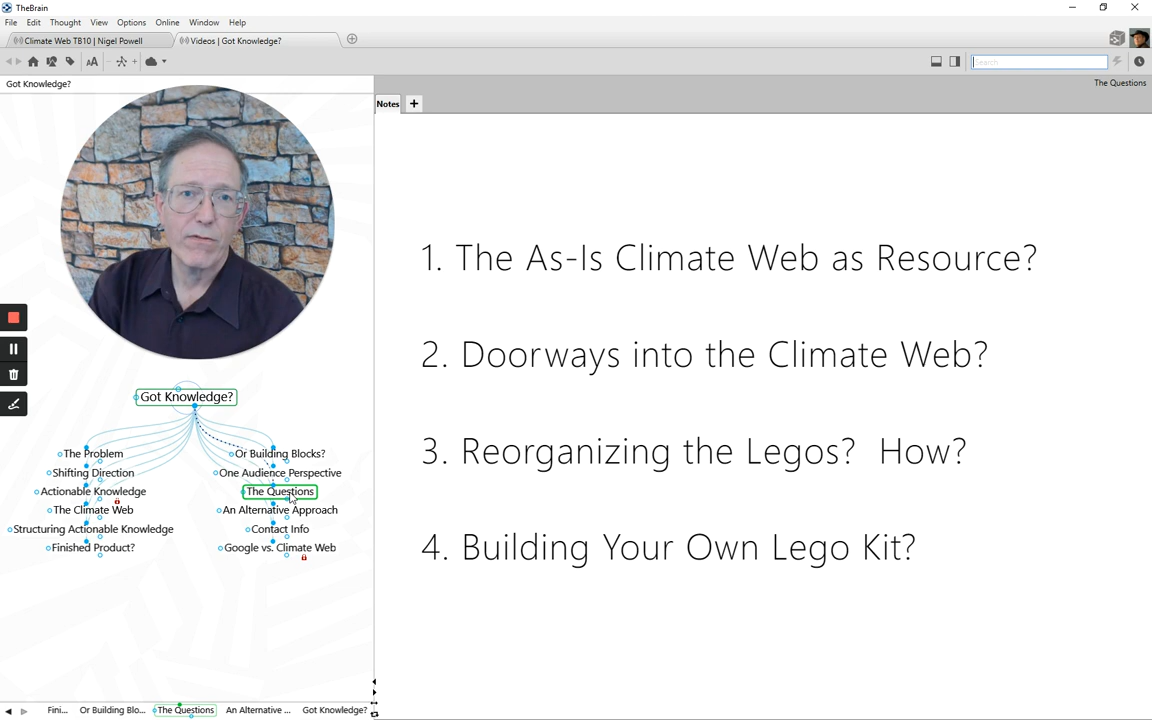 TheBrain
File Edit Thought View Options Online Window Help
Climate Web TB10 | Nigel Powell
Videos | Got Knowledge?
Search
Got Knowledge?
The Questions
Notes
1. The As-Is Climate Web as Resource?
2. Doorways into the Climate Web?
3. Reorganizing the Legos?  How?
4. Building Your Own Lego Kit?
Got Knowledge?
The Problem
Shifting Direction
Actionable Knowledge
The Climate Web
Structuring Actionable Knowledge
Finished Product?
Or Building Blocks?
One Audience Perspective
The Questions
An Alternative Approach
Contact Info
Google vs. Climate Web
Fini... Or Building Blo... The Questions An Alternative ... Got Knowledge?